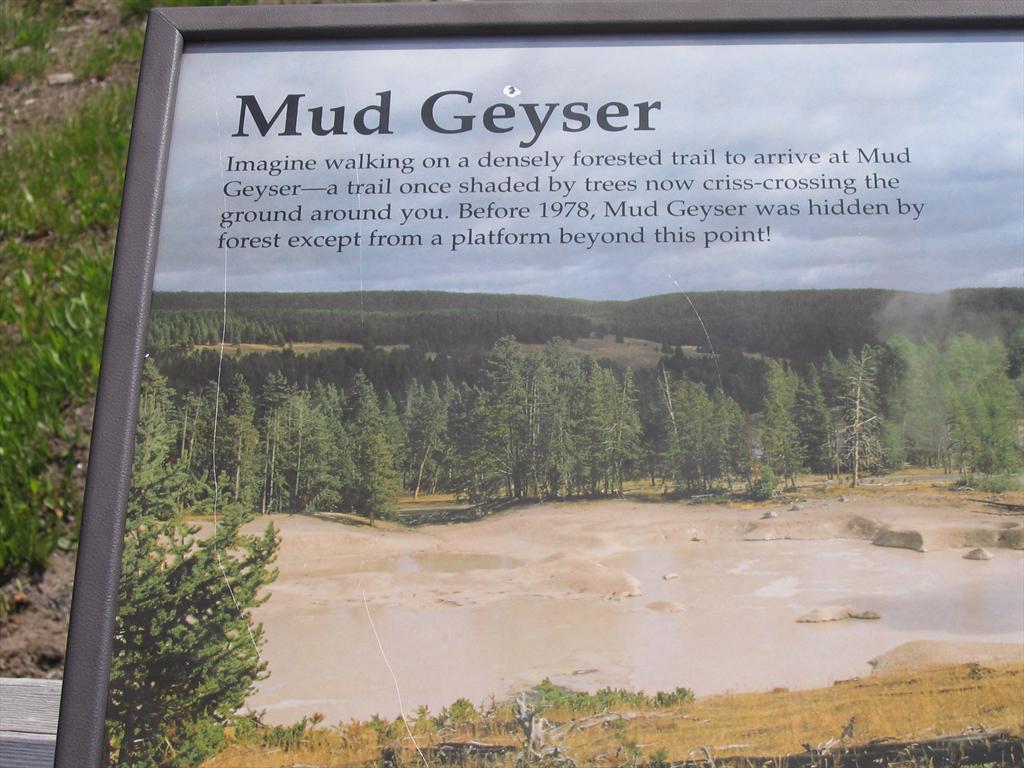 Mud Geyser
Imagine walking on a densely forested trail to arrive at Mud
Geyser—a trail once shaded by trees now criss-crossing the
ground around you. Before 1978, Mud Geyser was hidden by
forest except from a platform beyond this point!